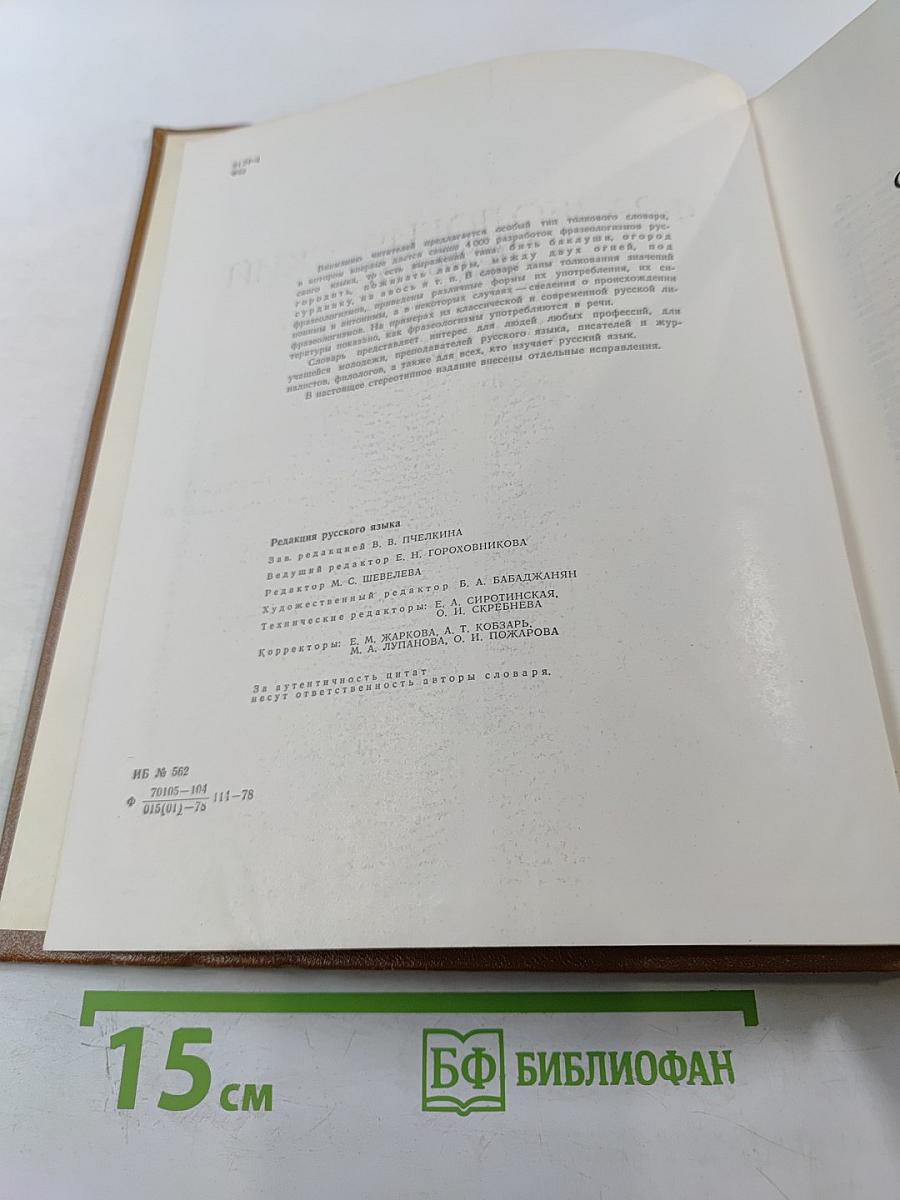 Вниманию читателей предлагается особый тип толкового словаря,
в котором впервые дается свыше 4 000 разработок фразеологизмов рус-
ского языка, то есть выражений типа: бить баклуши, огород
городить, пожинать лавры, между двух огней, под
сурдинку, на авось и т. п. В словаре даны толкования значений
фразеологизмов, приведены различные формы их употребления, их си-
нонимы и антонимы, а в некоторых случаях — сведения о происхождении
фразеологизмов. На примерах из классической и современной русской ли-
тературы показано, как фразеологизмы употребляются в речи.
Словарь представляет интерес для людей любых профессий, для
учащейся молодежи, преподавателей русского языка, писателей и жур-
налистов, филологов, а также для всех, кто изучает русский язык.
В настоящее стереотипное издание внесены отдельные исправления.
Редакция русского языка
Зав. редакцией В. В. ПЧЕЛКИНА
Ведущий редактор Е. Н. ГОРОХОВНИКОВА
Редактор М. С. ШЕВЕЛЕВА
Художественный редактор Б. А. БАБАДЖАНЯН
Технические редакторы: Е. А. СИРОТИНСКАЯ,
О. И. СКРЕБНЕВА
Корректоры: Е. М. ЖАРКОВА, А. Т. КОБЗАРЬ,
М. А. ЛУПАНОВА, О. И. ПОЖАРОВА
За аутентичность цитат
несут ответственность авторы словаря.
ИБ № 562
Ф 70105—104
015(01)—78 111—78
15 см
БФ БИБЛИОФАН